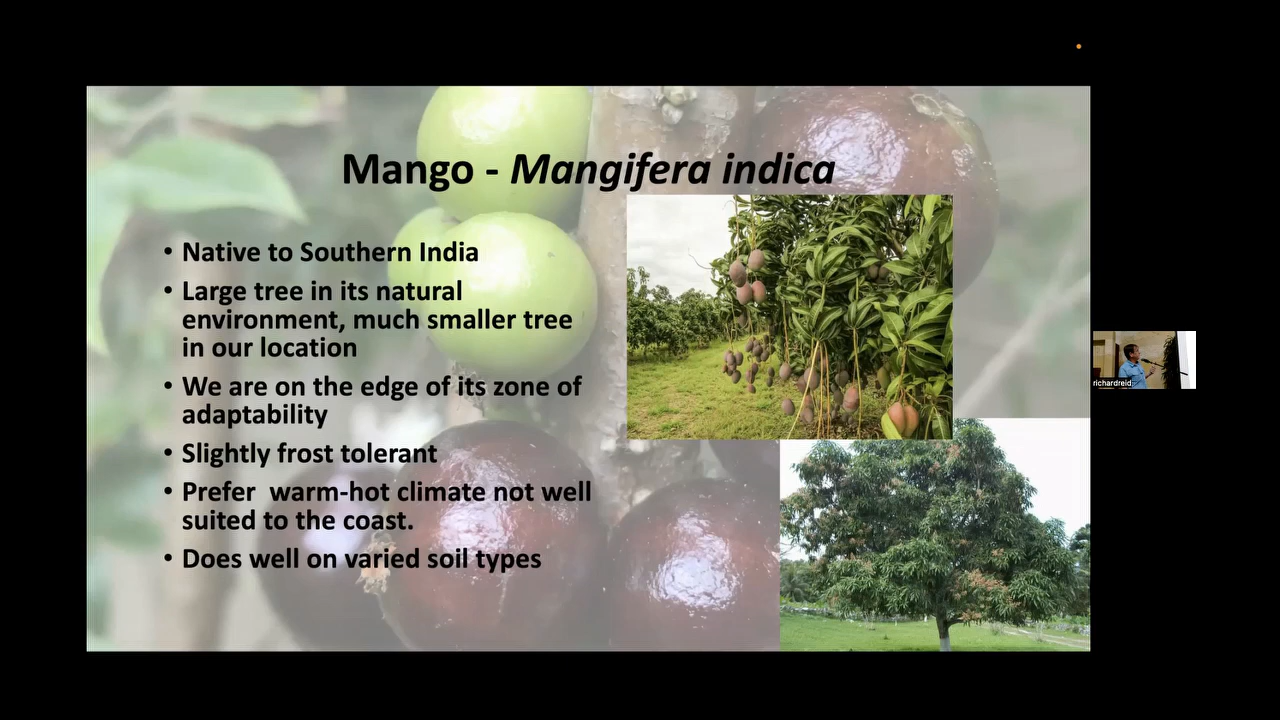 Mango - Mangifera indica
• Native to Southern India
• Large tree in its natural
environment, much smaller tree
in our location
• We are on the edge of its zone of
adaptability
• Slightly frost tolerant
• Prefer  warm-hot climate not well
suited to the coast.
• Does well on varied soil types
richardreid